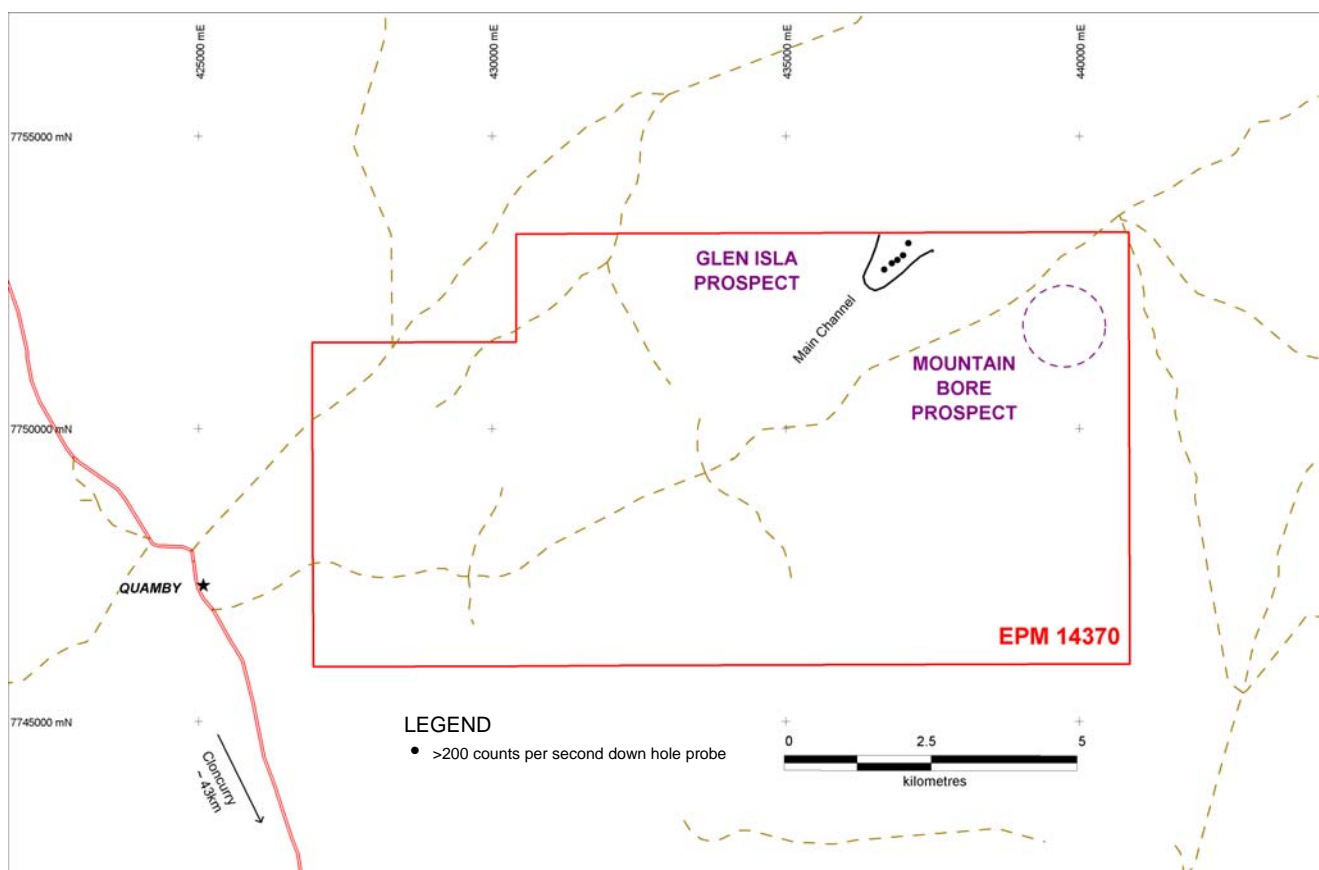 425000 mE
430000 mE
435000 mE
440000 mE
7755000 mN
GLEN ISLA
PROSPECT
Main Channel
MOUNTAIN
BORE
PROSPECT
7750000 mN
QUAMBY
EPM 14370
7745000 mN
Cloncurry
~ 43km
LEGEND
>200 counts per second down hole probe
0 2.5 5
kilometres